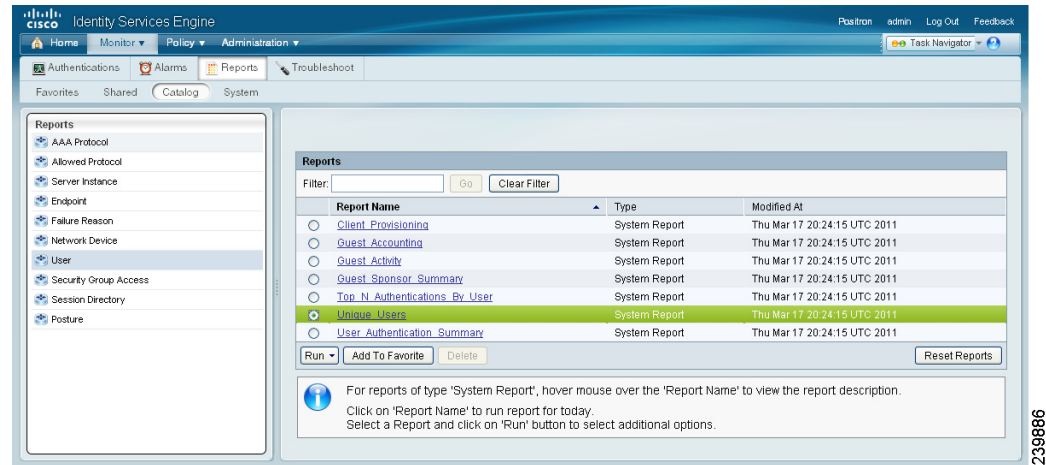 cisco Identity Services Engine
Positron admin Log Out Feedback
Home Monitor ▾ Policy ▾ Administration ▾
Task Navigator ▾
Authentications Alarms Reports Troubleshoot
Favorites Shared Catalog System
Reports
AAA Protocol
Allowed Protocol
Server Instance
Endpoint
Failure Reason
Network Device
User
Security Group Access
Session Directory
Posture
Reports
Filter: Go Clear Filter
Report Name Type Modified At
Client_Provisioning System Report Thu Mar 17 20:24:15 UTC 2011
Guest_Accounting System Report Thu Mar 17 20:24:15 UTC 2011
Guest_Activity System Report Thu Mar 17 20:24:15 UTC 2011
Guest_Sponsor_Summary System Report Thu Mar 17 20:24:15 UTC 2011
Top_N_Authentications_By_User System Report Thu Mar 17 20:24:15 UTC 2011
Unique_Users System Report Thu Mar 17 20:24:15 UTC 2011
User_Authentication_Summary System Report Thu Mar 17 20:24:15 UTC 2011
Run ▾ Add To Favorite Delete Reset Reports
For reports of type 'System Report', hover mouse over the 'Report Name' to view the report description.
Click on 'Report Name' to run report for today.
Select a Report and click on 'Run' button to select additional options.
239886